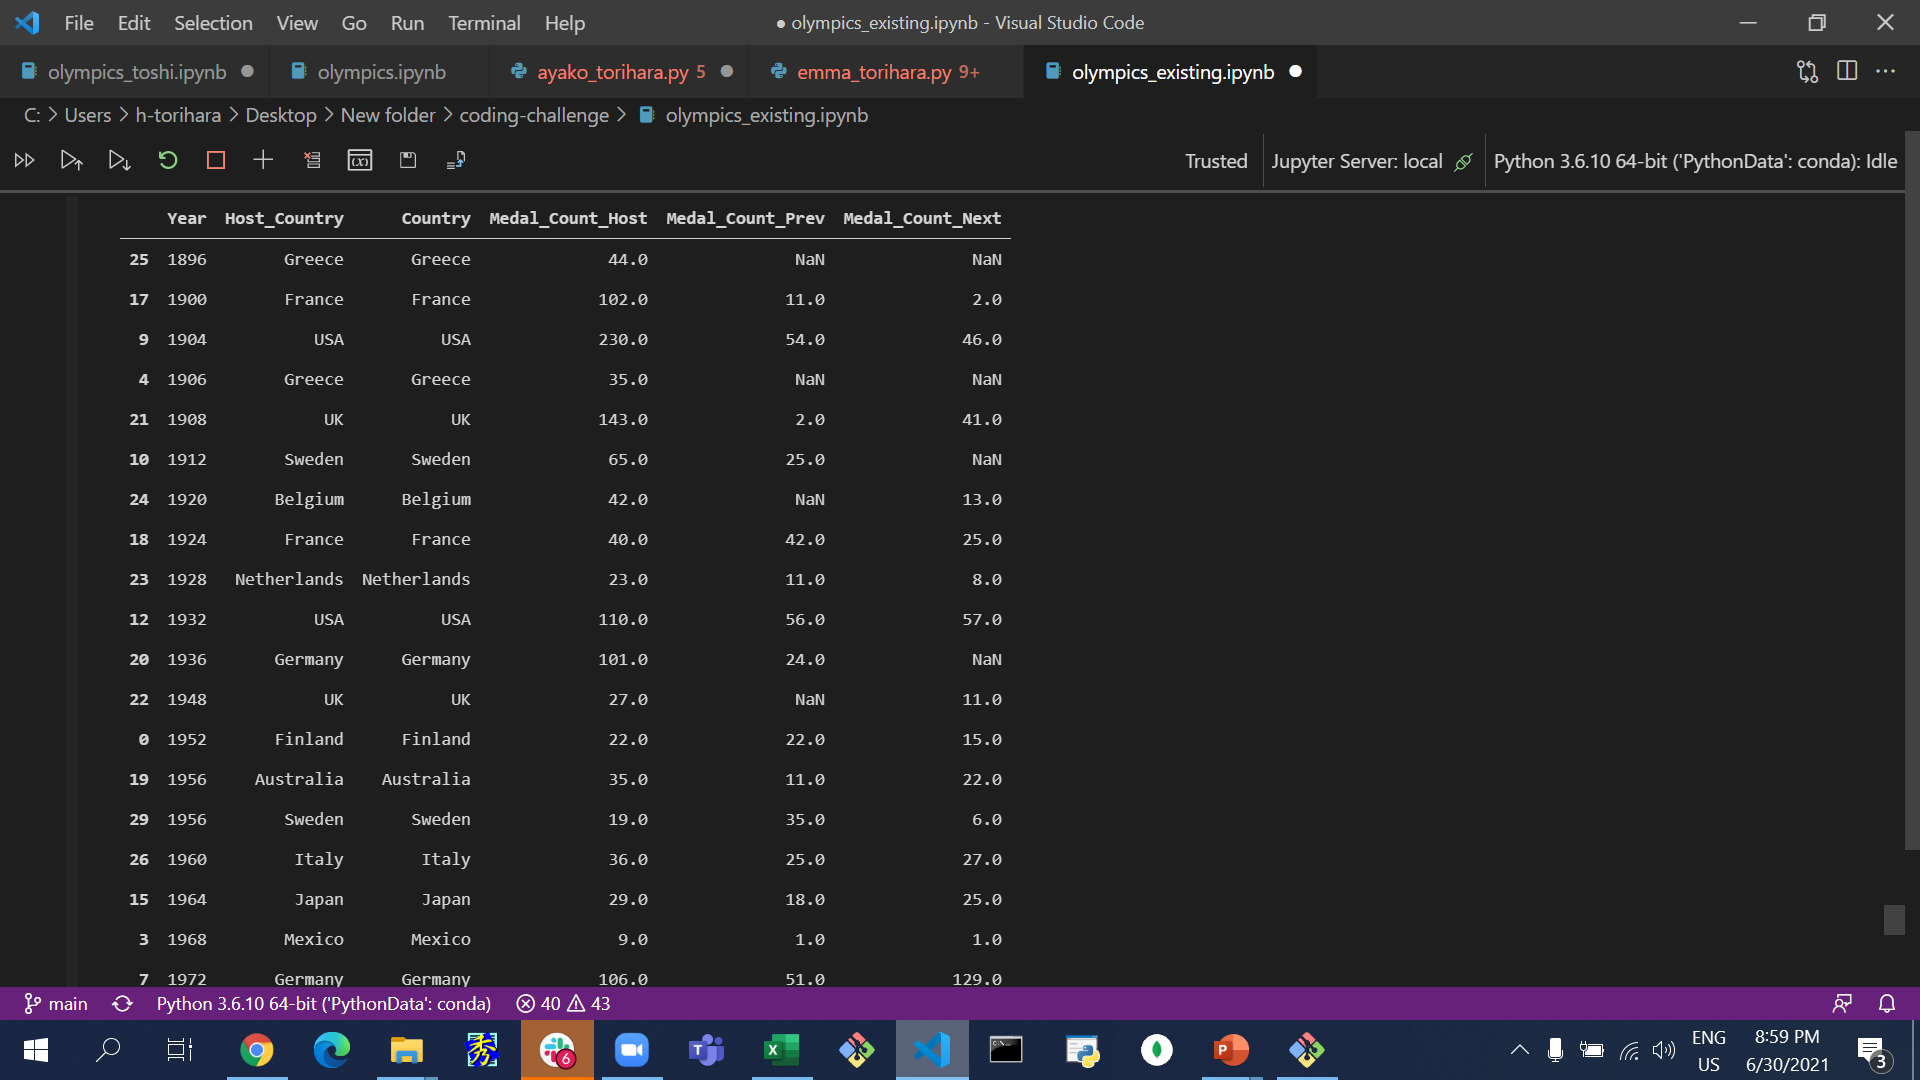 File Edit Selection View Go Run Terminal Help ● olympics_existing.ipynb - Visual Studio Code
olympics_toshi.ipynb olympics.ipynb ayako_torihara.py 5 emma_torihara.py 9+ olympics_existing.ipynb
C: > Users > h-torihara > Desktop > New folder > coding-challenge > olympics_existing.ipynb
Trusted Jupyter Server: local Python 3.6.10 64-bit ('PythonData': conda): Idle
Year Host_Country Country Medal_Count_Host Medal_Count_Prev Medal_Count_Next
25 1896 Greece Greece 44.0 NaN NaN
17 1900 France France 102.0 11.0 2.0
9 1904 USA USA 230.0 54.0 46.0
4 1906 Greece Greece 35.0 NaN NaN
21 1908 UK UK 143.0 2.0 41.0
10 1912 Sweden Sweden 65.0 25.0 NaN
24 1920 Belgium Belgium 42.0 NaN 13.0
18 1924 France France 40.0 42.0 25.0
23 1928 Netherlands Netherlands 23.0 11.0 8.0
12 1932 USA USA 110.0 56.0 57.0
20 1936 Germany Germany 101.0 24.0 NaN
22 1948 UK UK 27.0 NaN 11.0
0 1952 Finland Finland 22.0 22.0 15.0
19 1956 Australia Australia 35.0 11.0 22.0
29 1956 Sweden Sweden 19.0 35.0 6.0
26 1960 Italy Italy 36.0 25.0 27.0
15 1964 Japan Japan 29.0 18.0 25.0
3 1968 Mexico Mexico 9.0 1.0 1.0
7 1972 Germany Germany 106.0 51.0 129.0
main Python 3.6.10 64-bit ('PythonData': conda) 40 43
秀 6 ENG 8:59 PM
US 6/30/2021 3